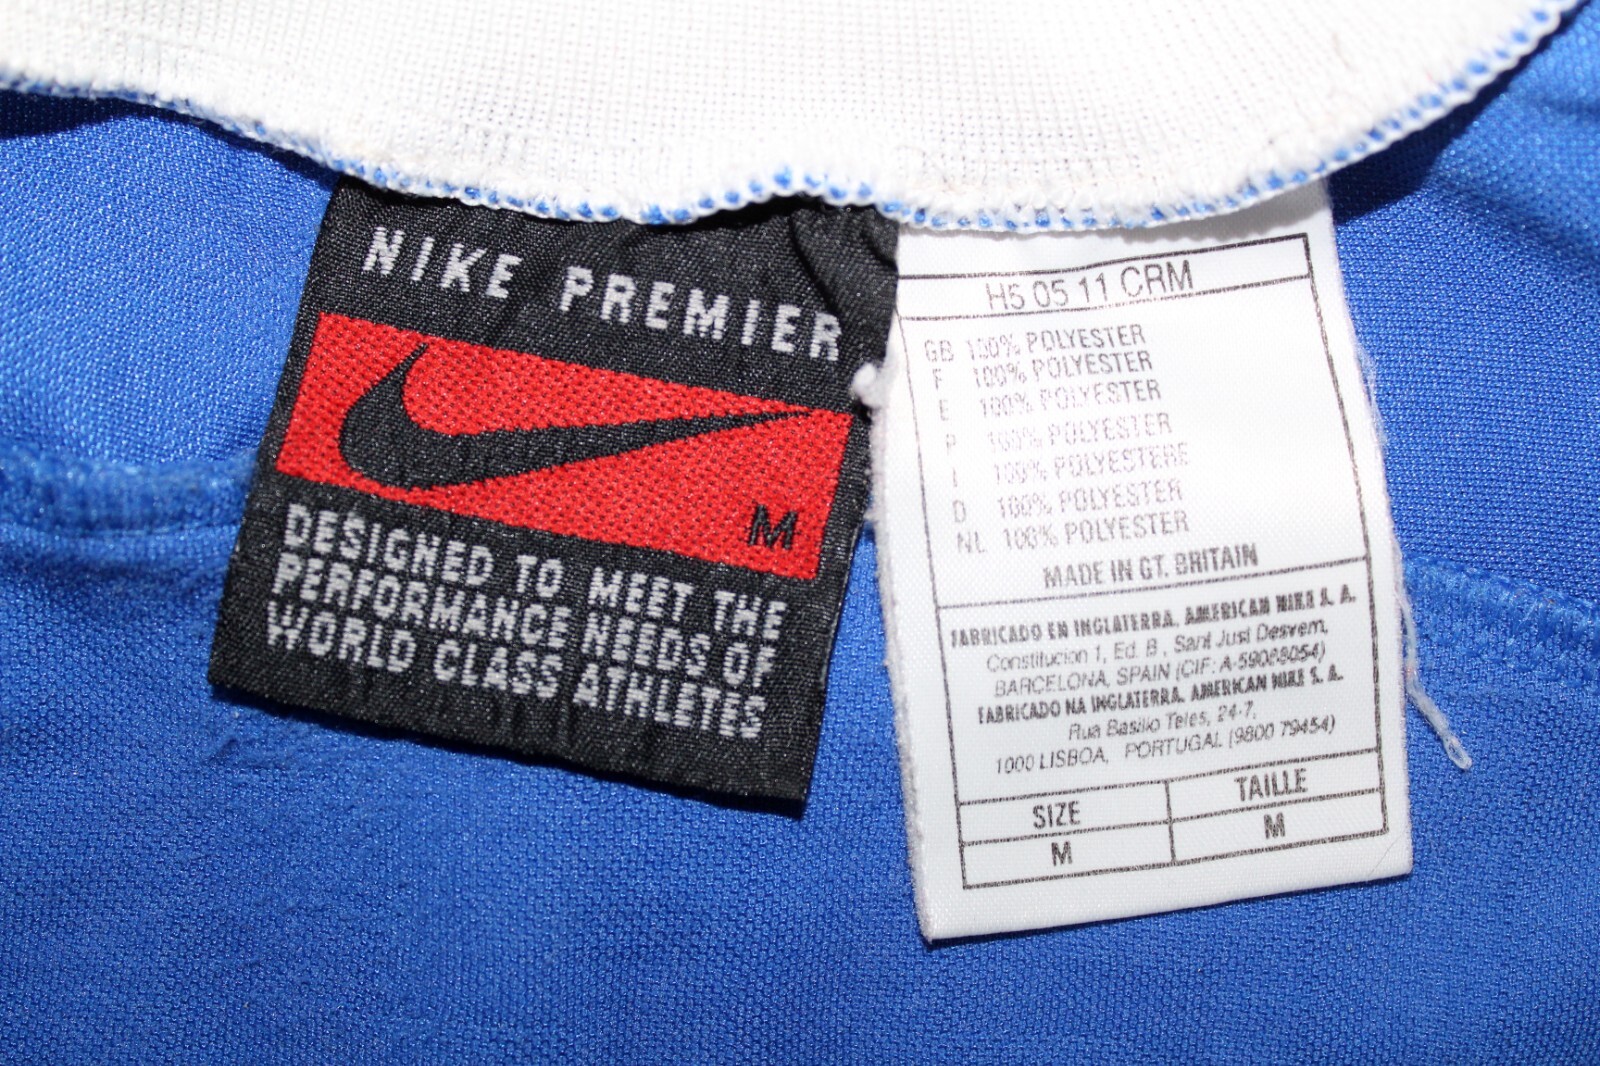 NIKE PREMIER
M
DESIGNED TO MEET THE
PERFORMANCE NEEDS OF
WORLD CLASS ATHLETES
H5 05 11 CRM
GB 100% POLYESTER
F 100% POLYESTER
E 100% POLYESTER
P 100% POLYESTER
I 100% POLYESTERE
D 100% POLYESTER
NL 100% POLYESTER
MADE IN GT. BRITAIN
FABRICADO EN INGLATERRA. AMERICAN NIKE S. A.
Constitucion 1, Ed. B , Sant Just Desvern,
BARCELONA, SPAIN (CIF: A-59088054)
FABRICADO NA INGLATERRA. AMERICAN NIKE S. A.
Rua Basilio Teles, 24-7,
1000 LISBOA, PORTUGAL (9800 79454)
SIZE TAILLE
M M